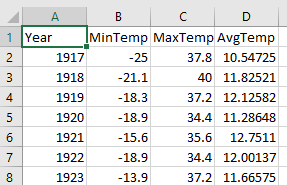 A B C D
1 Year MinTemp MaxTemp AvgTemp
2 1917 -25 37.8 10.54725
3 1918 -21.1 40 11.82521
4 1919 -18.3 37.2 12.12582
5 1920 -18.9 34.4 11.28648
6 1921 -15.6 35.6 12.7511
7 1922 -18.9 34.4 12.00137
8 1923 -13.9 37.2 11.66575